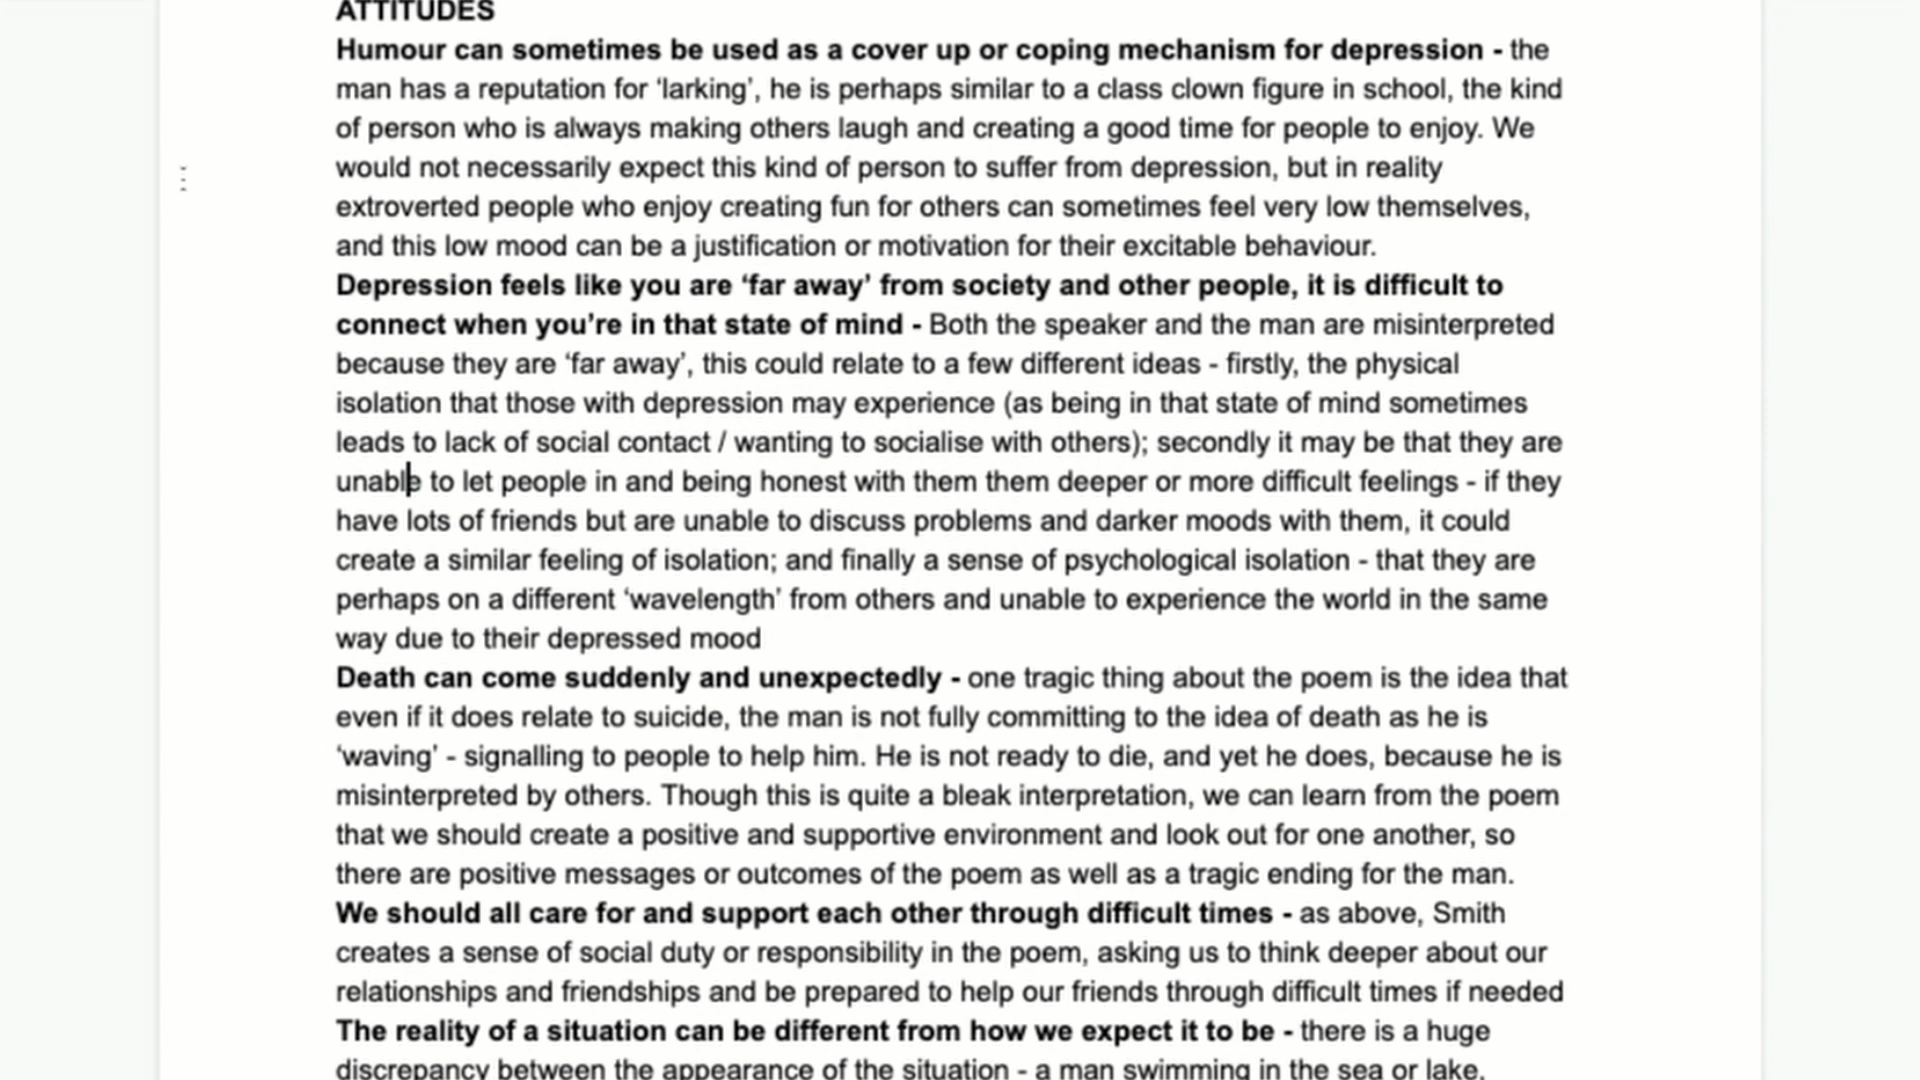 ATTITUDES
Humour can sometimes be used as a cover up or coping mechanism for depression - the
man has a reputation for ‘larking’, he is perhaps similar to a class clown figure in school, the kind
of person who is always making others laugh and creating a good time for people to enjoy. We
would not necessarily expect this kind of person to suffer from depression, but in reality
extroverted people who enjoy creating fun for others can sometimes feel very low themselves,
and this low mood can be a justification or motivation for their excitable behaviour.
Depression feels like you are ‘far away’ from society and other people, it is difficult to
connect when you’re in that state of mind - Both the speaker and the man are misinterpreted
because they are ‘far away’, this could relate to a few different ideas - firstly, the physical
isolation that those with depression may experience (as being in that state of mind sometimes
leads to lack of social contact / wanting to socialise with others); secondly it may be that they are
unable to let people in and being honest with them them deeper or more difficult feelings - if they
have lots of friends but are unable to discuss problems and darker moods with them, it could
create a similar feeling of isolation; and finally a sense of psychological isolation - that they are
perhaps on a different ‘wavelength’ from others and unable to experience the world in the same
way due to their depressed mood
Death can come suddenly and unexpectedly - one tragic thing about the poem is the idea that
even if it does relate to suicide, the man is not fully committing to the idea of death as he is
‘waving’ - signalling to people to help him. He is not ready to die, and yet he does, because he is
misinterpreted by others. Though this is quite a bleak interpretation, we can learn from the poem
that we should create a positive and supportive environment and look out for one another, so
there are positive messages or outcomes of the poem as well as a tragic ending for the man.
We should all care for and support each other through difficult times - as above, Smith
creates a sense of social duty or responsibility in the poem, asking us to think deeper about our
relationships and friendships and be prepared to help our friends through difficult times if needed
The reality of a situation can be different from how we expect it to be - there is a huge
discrepancy between the appearance of the situation - a man swimming in the sea or lake,